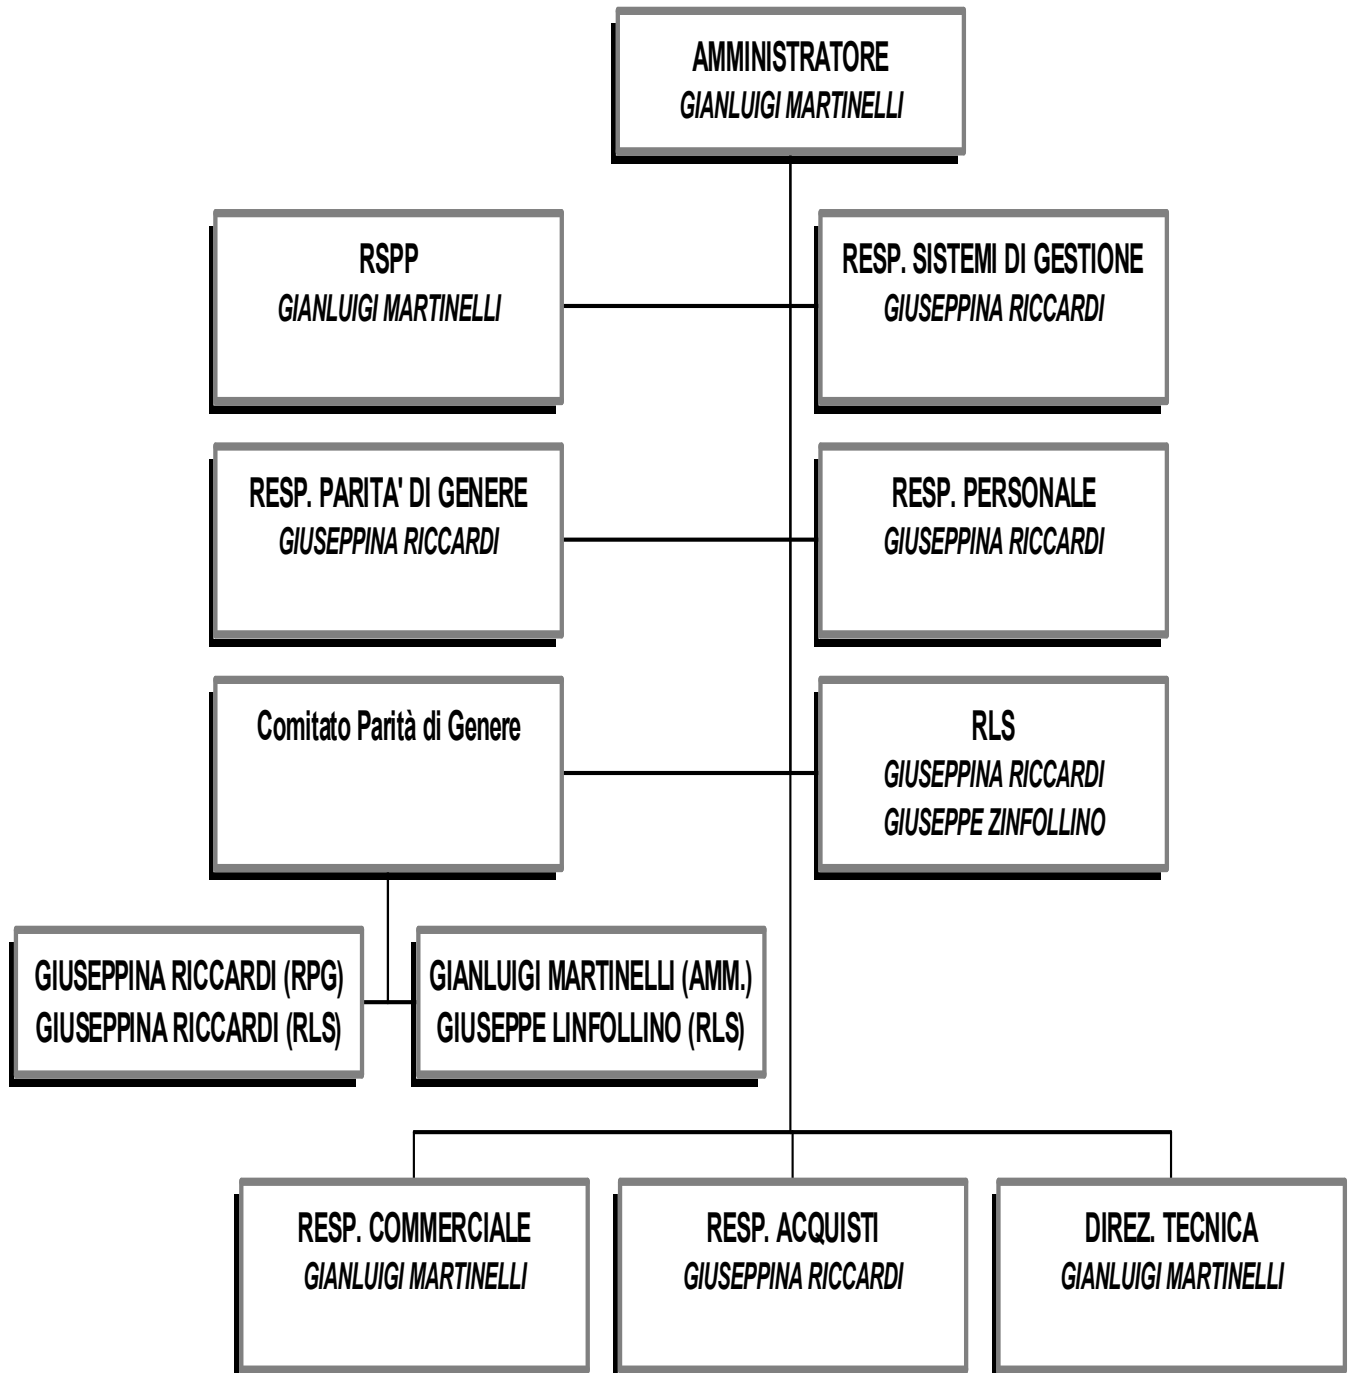 AMMINISTRATORE
GIANLUIGI MARTINELLI
RSPP
GIANLUIGI MARTINELLI
RESP. SISTEMI DI GESTIONE
GIUSEPPINA RICCARDI
RESP. PARITA' DI GENERE
GIUSEPPINA RICCARDI
RESP. PERSONALE
GIUSEPPINA RICCARDI
Comitato Parità di Genere
RLS
GIUSEPPINA RICCARDI
GIUSEPPE ZINFOLLINO
GIUSEPPINA RICCARDI (RPG)
GIUSEPPINA RICCARDI (RLS)
GIANLUIGI MARTINELLI (AMM.)
GIUSEPPE LINFOLLINO (RLS)
RESP. COMMERCIALE
GIANLUIGI MARTINELLI
RESP. ACQUISTI
GIUSEPPINA RICCARDI
DIREZ. TECNICA
GIANLUIGI MARTINELLI